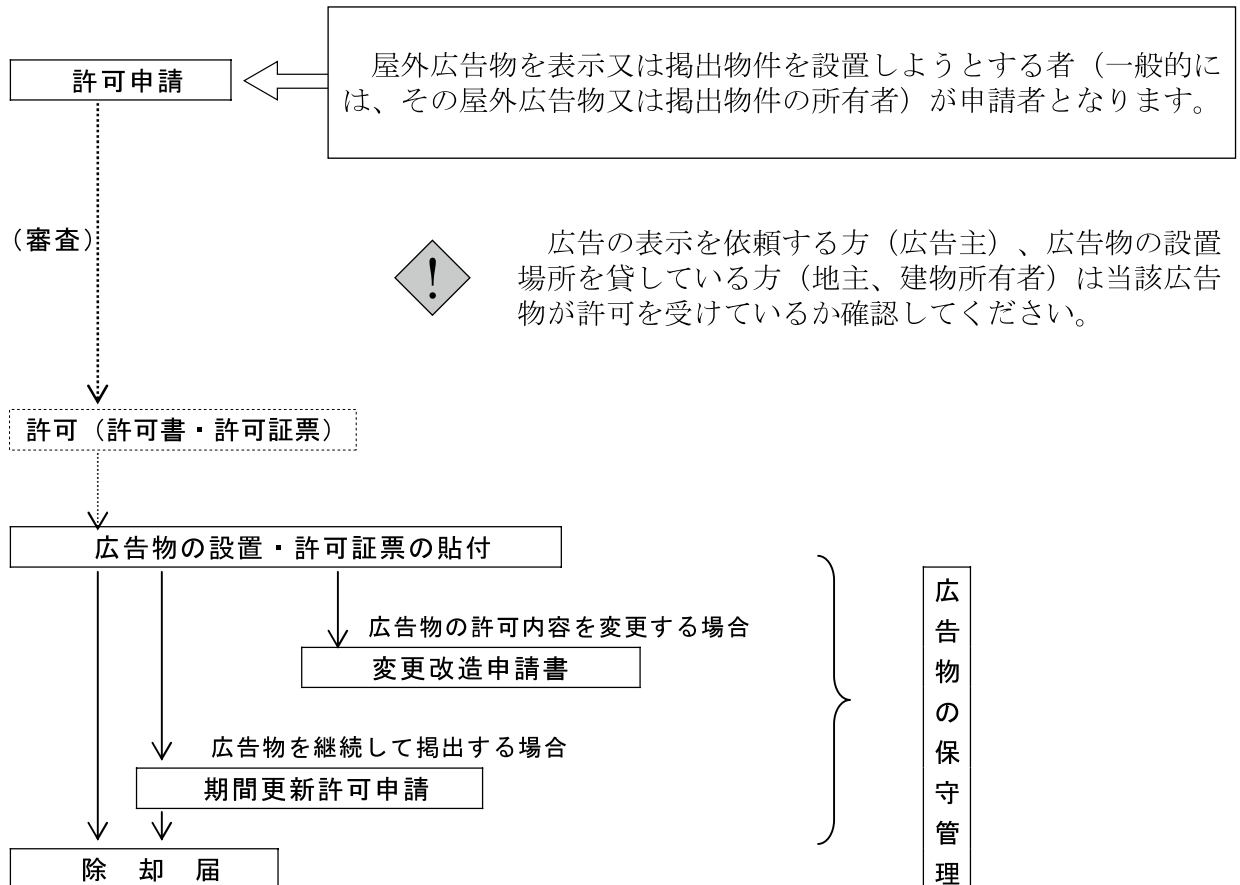 許可申請
屋外広告物を表示又は掲出物件を設置しようとする者（一般的に
は、その屋外広告物又は掲出物件の所有者）が申請者となります。
（審査）
!
広告の表示を依頼する方（広告主）、広告物の設置
場所を貸している方（地主、建物所有者）は当該広告
物が許可を受けているか確認してください。
許可（許可書・許可証票）
広告物の設置・許可証票の貼付
広告物の許可内容を変更する場合
変更改造申請書
広告物を継続して掲出する場合
期間更新許可申請
除　却　届
広告物の保守管理